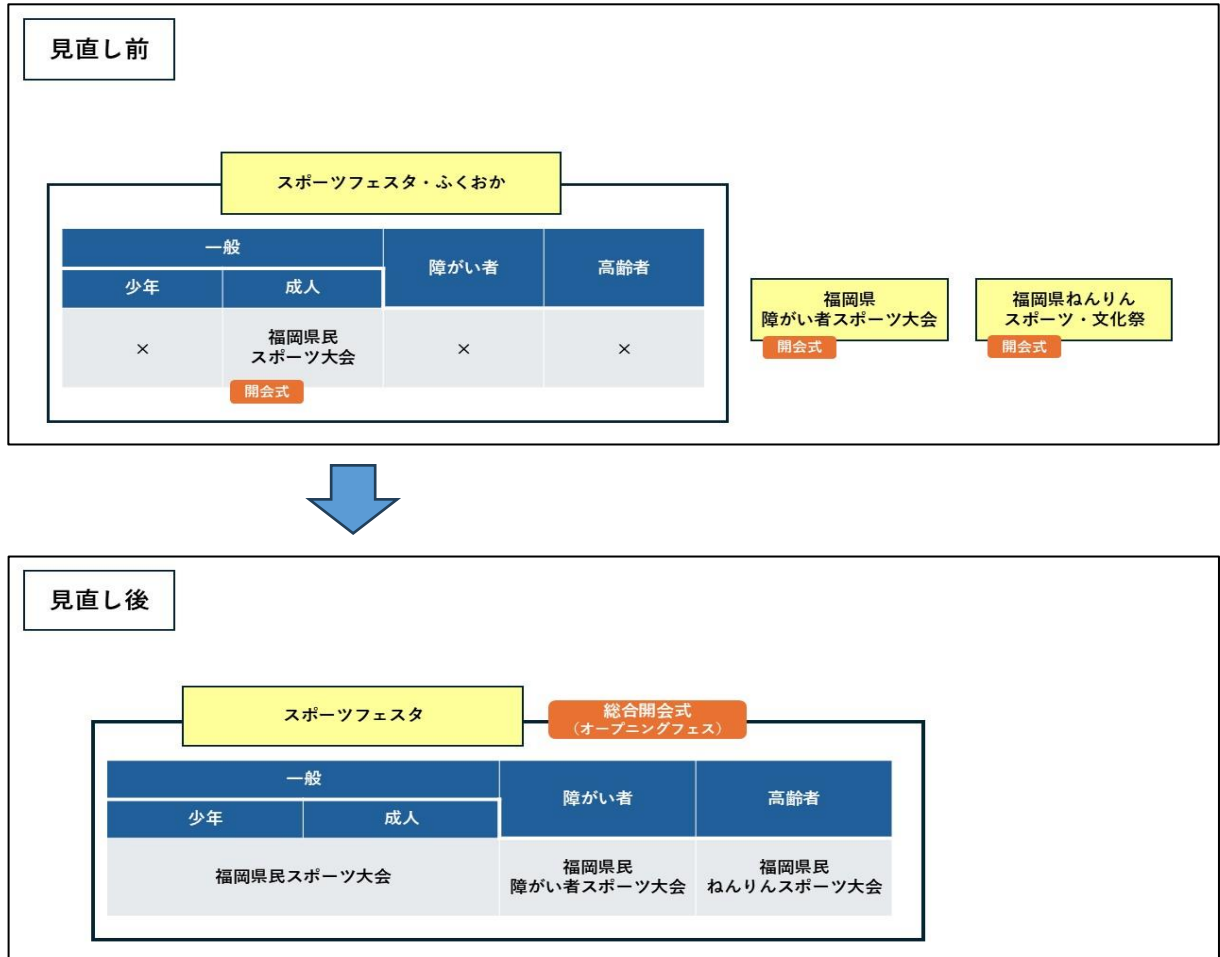 見直し前
スポーツフェスタ・ふくおか
一般
障がい者
高齢者
少年
成人
×
福岡県民
スポーツ大会
×
×
開会式
福岡県
障がい者スポーツ大会
開会式
福岡県ねんりん
スポーツ・文化祭
開会式
見直し後
スポーツフェスタ
総合開会式
（オープニングフェス）
一般
障がい者
高齢者
少年
成人
福岡県民スポーツ大会
福岡県民
障がい者スポーツ大会
福岡県民
ねんりんスポーツ大会